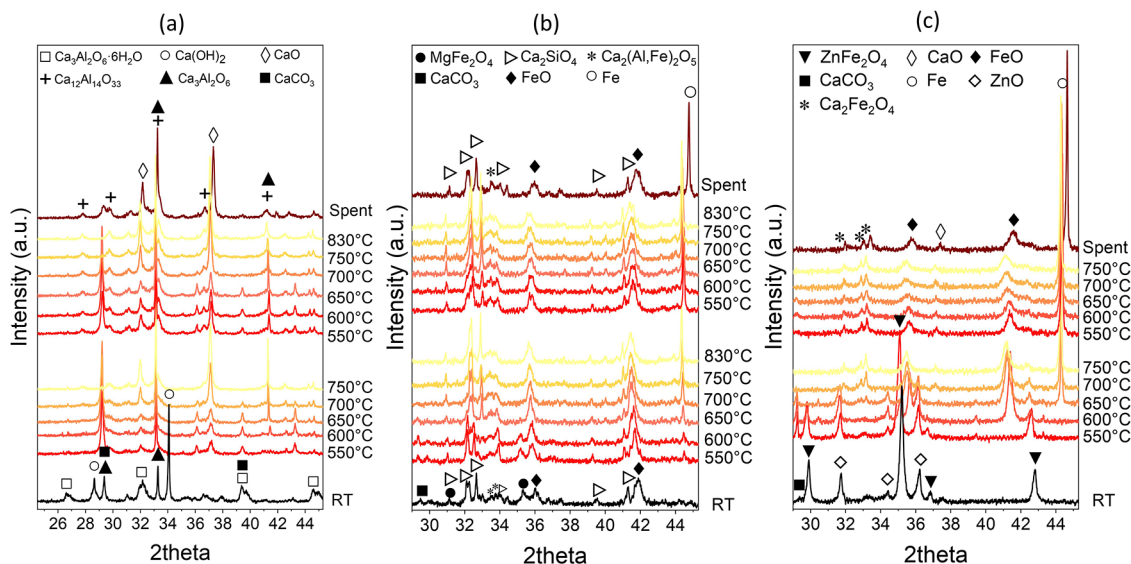 (a)
Intensity (a.u.)
Ca₃Al₂O₆·6H₂O Ca(OH)₂ CaO
Ca₁₂Al₁₄O₃₃ Ca₃Al₂O₆ CaCO₃
Spent
830°C
750°C
700°C
650°C
600°C
550°C
750°C
700°C
650°C
600°C
550°C
RT
26 28 30 32 34 36 38 40 42 44
2theta
(b)
Intensity (a.u.)
MgFe₂O₄ Ca₂SiO₄ Ca₂(Al,Fe)₂O₅
CaCO₃ FeO Fe
Spent
830°C
750°C
700°C
650°C
600°C
550°C
830°C
750°C
700°C
650°C
600°C
550°C
RT
30 32 34 36 38 40 42 44
2theta
(c)
Intensity (a.u.)
ZnFe₂O₄ CaO FeO
CaCO₃ Fe ZnO
Ca₂Fe₂O₄
Spent
750°C
700°C
650°C
600°C
550°C
750°C
700°C
600°C
550°C
RT
30 32 34 36 38 40 42 44
2theta